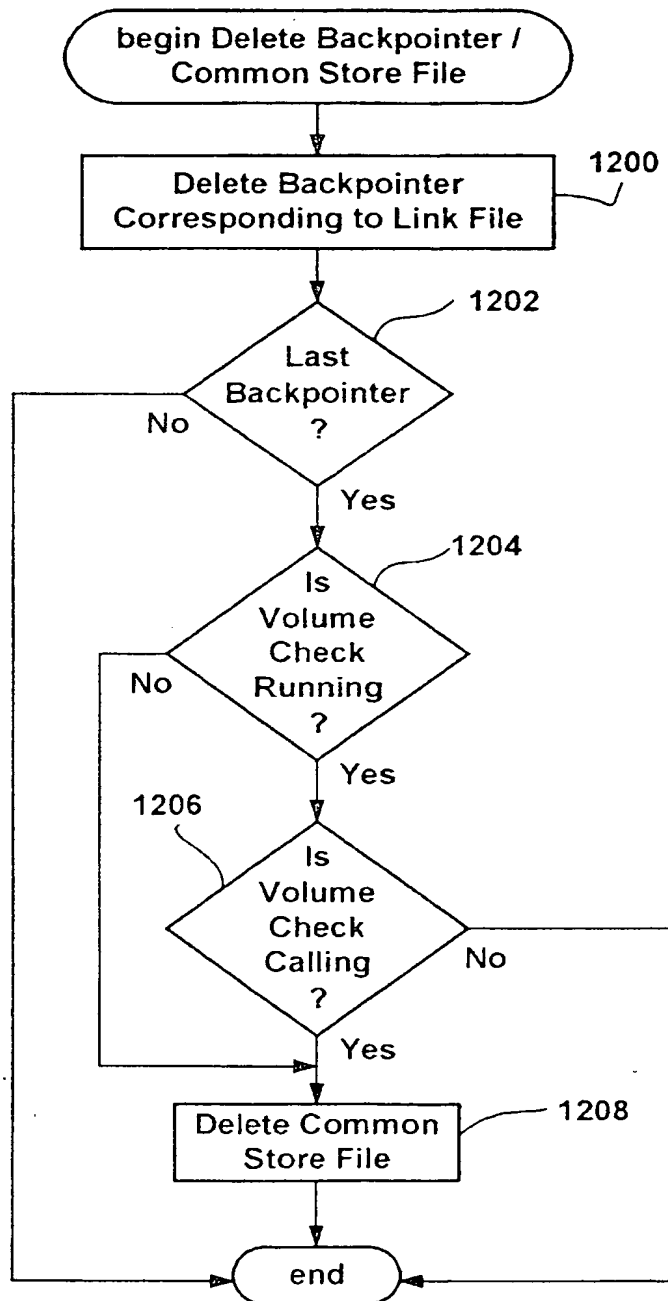 begin Delete Backpointer /
Common Store File
1200
Delete Backpointer
Corresponding to Link File
1202
Last
Backpointer
?
No
Yes
1204
Is
Volume
Check
Running
?
No
Yes
1206
Is
Volume
Check
Calling
?
No
Yes
Delete Common
Store File
1208
end